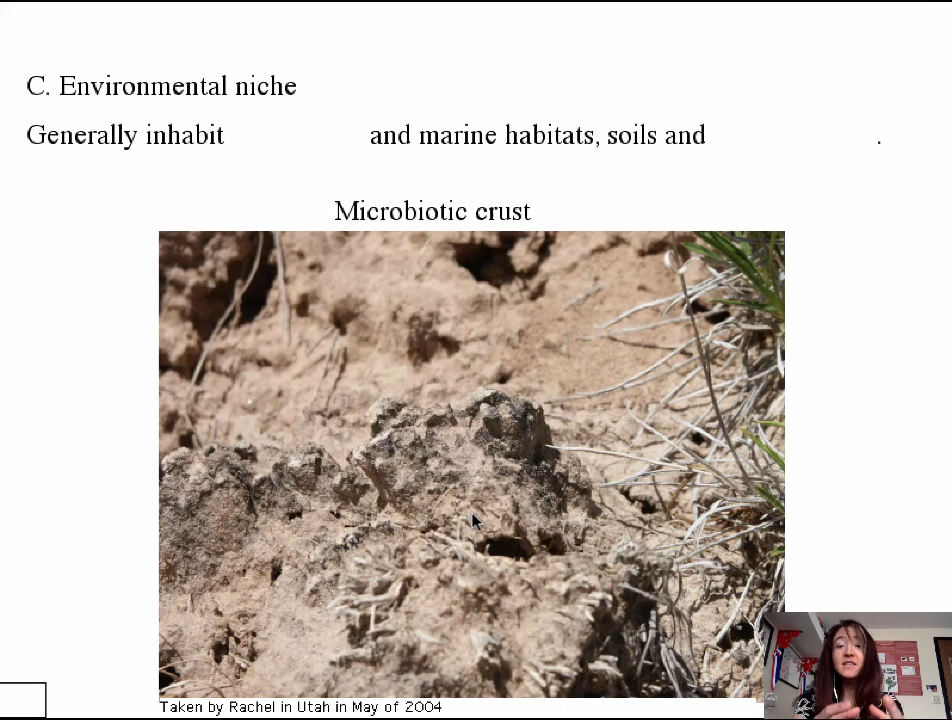 C. Environmental niche
Generally inhabit and marine habitats, soils and .
Microbiotic crust
Taken by Rachel in Utah in May of 2004